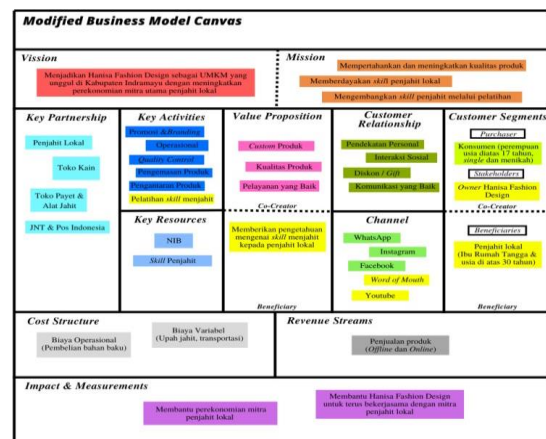 Modified Business Model Canvas
Vission
Menjadikan Hanisa Fashion Design sebagai UMKM yang
unggul di Kabupaten Indramayu dengan meningkatkan
perekonomian mitra utama penjahit lokal
Mission
Mempertahankan dan meningkatkan kualitas produk
Memberdayakan skill penjahit lokal
Mengembangkan skill penjahit melalui pelatihan
Key Partnership
Penjahit Lokal
Toko Kain
Toko Payet &
Alat Jahit
JNT & Pos Indonesia
Key Activities
Promosi &Branding
Operasional
Quality Control
Pengemasan Produk
Pengantaran Produk
Pelatihan skill menjahit
Key Resources
NIB
Skill Penjahit
Value Proposition
Custom Produk
Kualitas Produk
Pelayanan yang Baik
Co-Creator
Memberikan pengetahuan
mengenai skill menjahit
kepada penjahit lokal
Beneficiary
Customer
Relationship
Pendekatan Personal
Interaksi Sosial
Diskon / Gift
Komunikasi yang Baik
Channel
WhatsApp
Instagram
Facebook
Word of Mouth
Youtube
Customer Segments
Purchaser
Konsumen (perempuan
usia diatas 17 tahun,
single dan menikah)
Stakeholders
Owner Hanisa Fashion
Design
Co-Creator
Beneficiaries
Penjahit lokal
(Ibu Rumah Tangga &
usia di atas 30 tahun)
Beneficiary
Cost Structure
Biaya Operasional
(Pembelian bahan baku)
Biaya Variabel
(Upah jahit, transportasi)
Revenue Streams
Penjualan produk
(Offline dan Online)
Impact & Measurements
Membantu perekonomian mitra
penjahit lokal
Membantu Hanisa Fashion Design
untuk terus bekerjasama dengan mitra
penjahit lokal